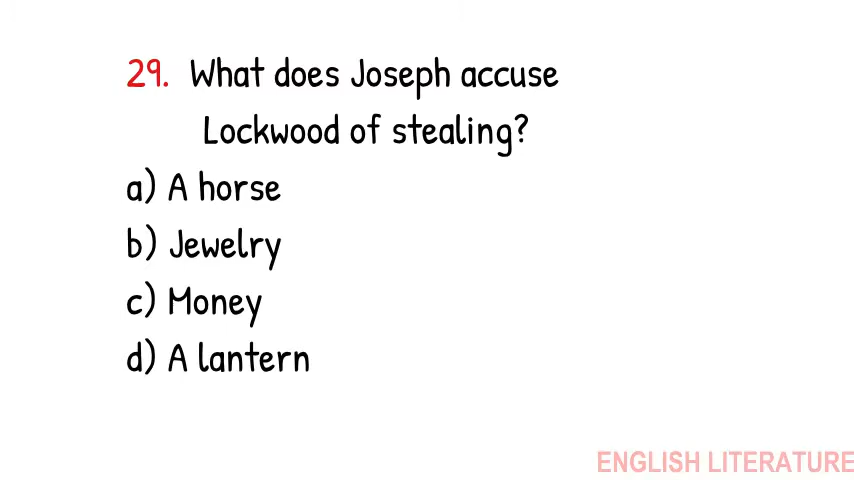 29. What does Joseph accuse
Lockwood of stealing?
a) A horse
b) Jewelry
c) Money
d) A lantern
ENGLISH LITERATURE